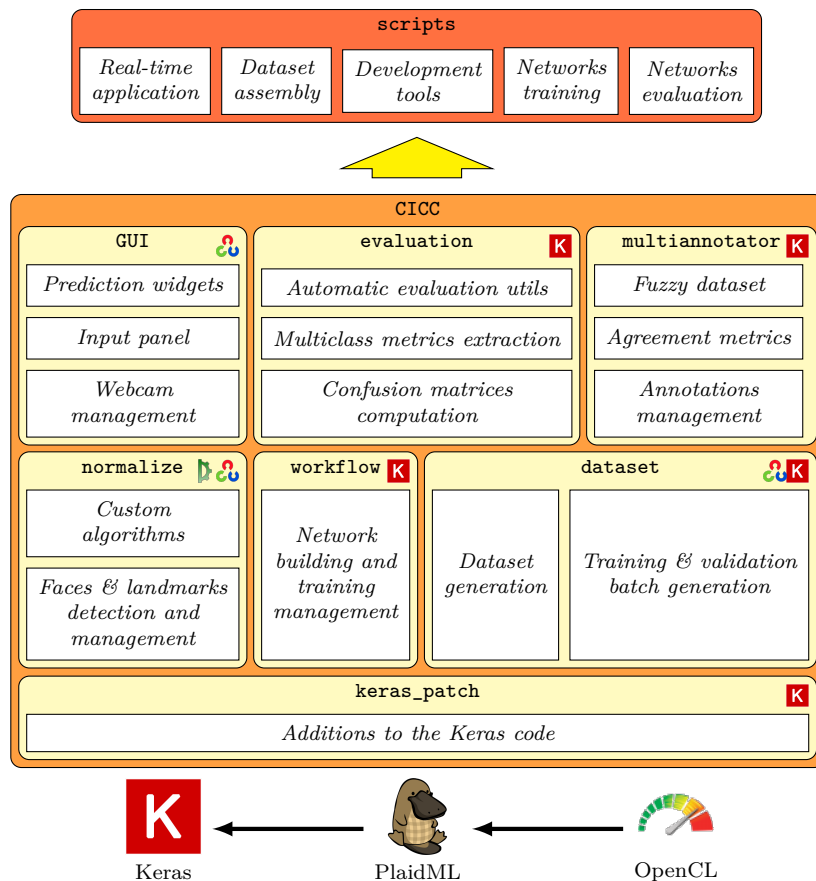 scripts
Real-time
application
Dataset
assembly
Development
tools
Networks
training
Networks
evaluation
CICC
GUI
Prediction widgets
Input panel
Webcam
management
evaluation
K
Automatic evaluation utils
Multiclass metrics extraction
Confusion matrices
computation
multiannotator
K
Fuzzy dataset
Agreement metrics
Annotations
management
normalize
Custom
algorithms
Faces & landmarks
detection and
management
workflow
K
Network
building and
training
management
dataset
K
Dataset
generation
Training & validation
batch generation
keras_patch
K
Additions to the Keras code
K
Keras
PlaidML
OpenCL